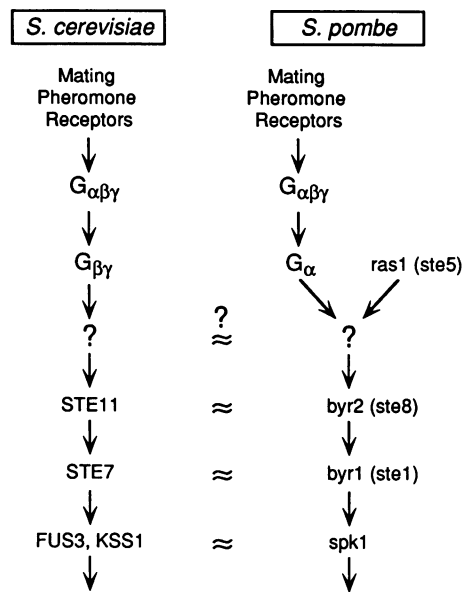 S. cerevisiae
S. pombe
Mating
Pheromone
Receptors
Mating
Pheromone
Receptors
Gαβγ
Gαβγ
Gβγ
Gα
ras1 (ste5)
?
?
≈
?
STE11
≈
byr2 (ste8)
STE7
≈
byr1 (ste1)
FUS3, KSS1
≈
spk1